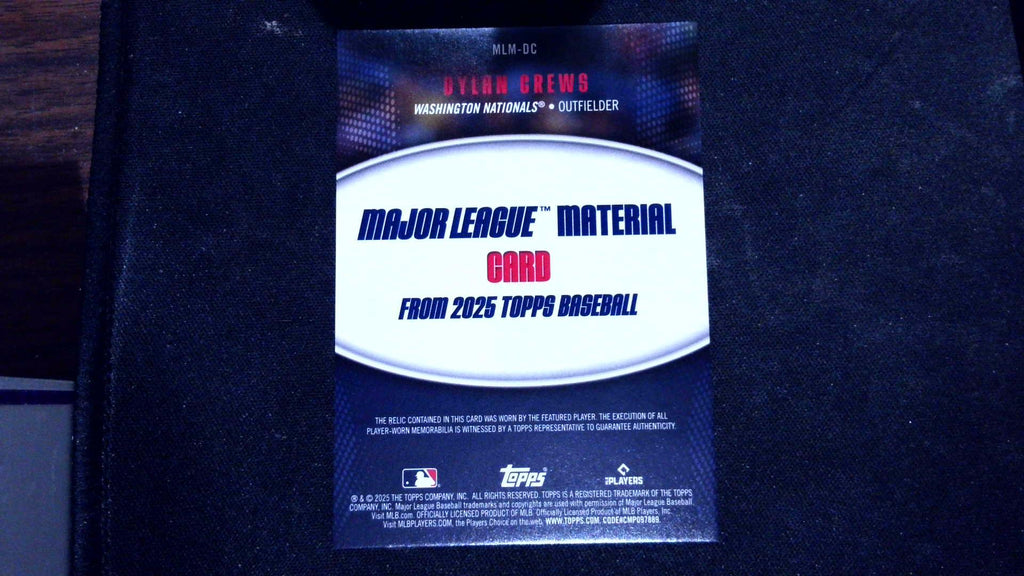 MLM-DC
DYLAN CREWS
WASHINGTON NATIONALS® • OUTFIELDER
MAJOR LEAGUE™ MATERIAL
CARD
FROM 2025 TOPPS BASEBALL
THE RELIC CONTAINED IN THIS CARD WAS WORN BY THE FEATURED PLAYER. THE EXECUTION OF ALL
PLAYER-WORN MEMORABILIA IS WITNESSED BY A TOPPS REPRESENTATIVE TO GUARANTEE AUTHENTICITY.
Topps® PLAYERS
® & © 2025 THE TOPPS COMPANY, INC. ALL RIGHTS RESERVED. TOPPS IS A REGISTERED TRADEMARK OF THE TOPPS
COMPANY, INC. Major League Baseball trademarks and copyrights are used with permission of Major League Baseball.
Visit MLB.com. OFFICIALLY LICENSED PRODUCT OF MLB. Officially Licensed Product of MLB Players, Inc.
Visit MLBPLAYERS.COM, the Players Choice on the web. WWW.TOPPS.COM. CODE#CMP097889.